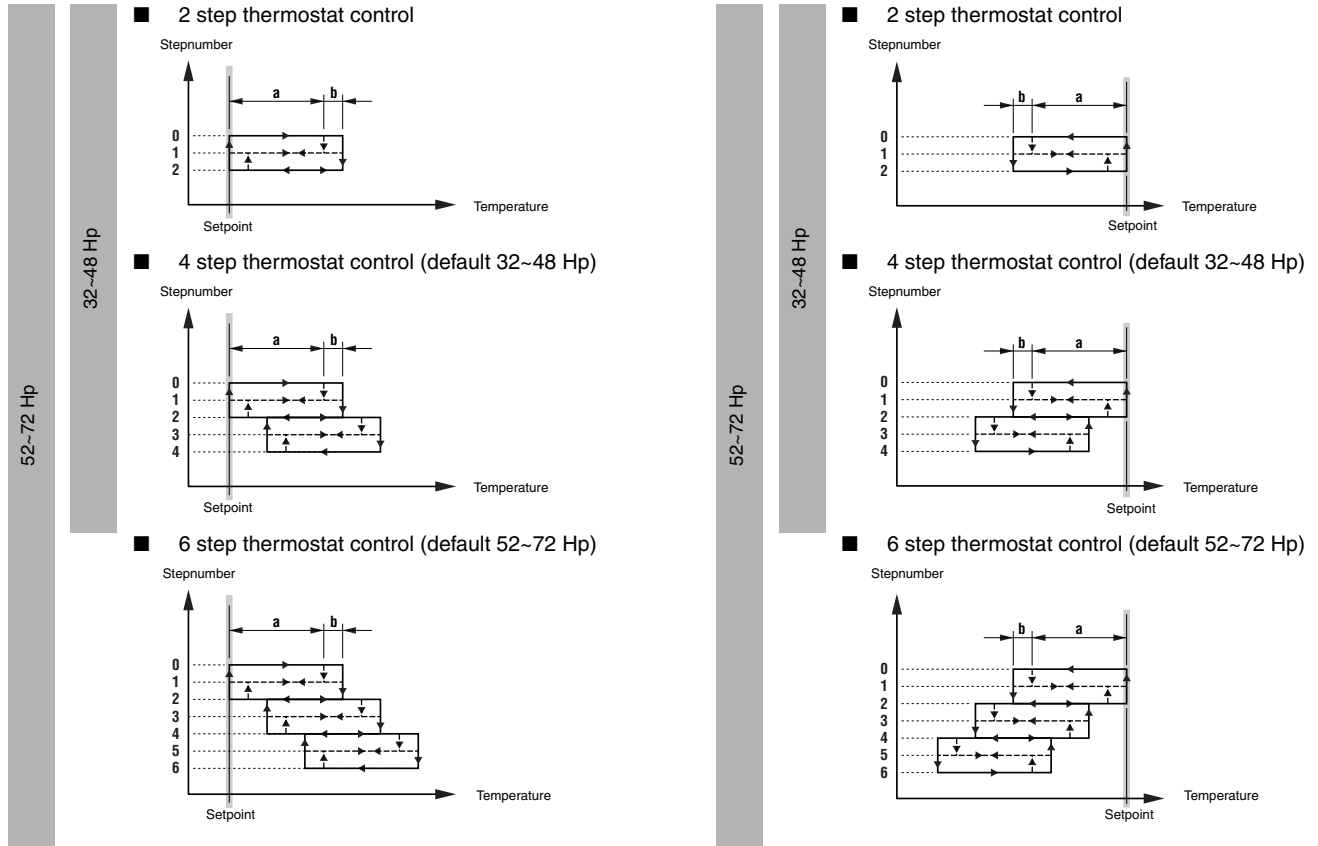 52~72 Hp
32~48 Hp
■ 2 step thermostat control
Stepnumber
a
b
0
1
2
Temperature
Setpoint
■ 4 step thermostat control (default 32~48 Hp)
Stepnumber
a
b
0
1
2
3
4
Temperature
Setpoint
■ 6 step thermostat control (default 52~72 Hp)
Stepnumber
a
b
0
1
2
3
4
5
6
Temperature
Setpoint
52~72 Hp
32~48 Hp
■ 2 step thermostat control
Stepnumber
b
a
0
1
2
Temperature
Setpoint
■ 4 step thermostat control (default 32~48 Hp)
Stepnumber
b
a
0
1
2
3
4
Temperature
Setpoint
■ 6 step thermostat control (default 52~72 Hp)
Stepnumber
b
a
0
1
2
3
4
5
6
Temperature
Setpoint